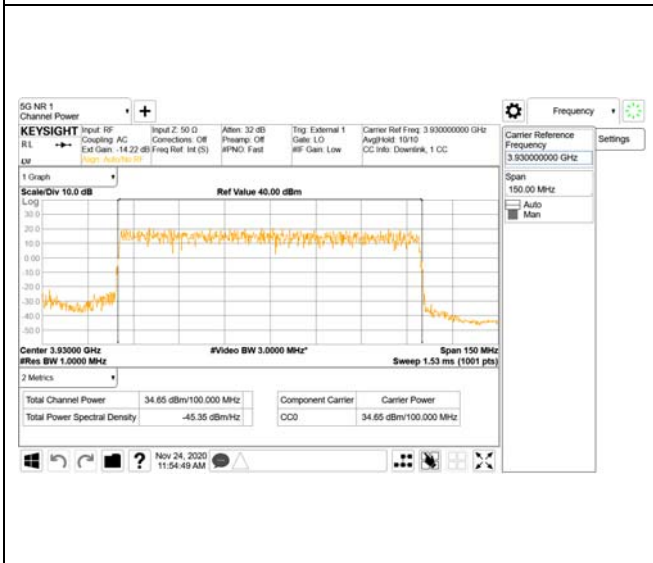 5G NR 1
Channel Power
Frequency
KEYSIGHT
RL
Input: RF
Coupling: AC
Ext Gain: -14.22 dB
Align: Auto/No RF
Input Z: 50 Ω
Corrections: Off
Freq Ref: Int (S)
Atten: 32 dB
Preamp: Off
#PNO: Fast
Trig: External 1
Gate: LO
#IF Gain: Low
Carrier Ref Freq: 3.930000000 GHz
Avg|Hold: 10/10
CC Info: Downlink, 1 CC
Carrier Reference
Frequency
3.930000000 GHz
Settings
Span
150.00 MHz
Auto
Man
1 Graph
Scale/Div 10.0 dB
Ref Value 40.00 dBm
Log
30.0
20.0
10.0
0.00
-10.0
-20.0
-30.0
-40.0
-50.0
Center 3.93000 GHz
#Video BW 3.0000 MHz*
Span 150 MHz
#Res BW 1.0000 MHz
Sweep 1.53 ms (1001 pts)
2 Metrics
Total Channel Power 34.65 dBm/100.000 MHz
Total Power Spectral Density -45.35 dBm/Hz
Component Carrier Carrier Power
CC0 34.65 dBm/100.000 MHz
?
Nov 24, 2020
11:54:49 AM